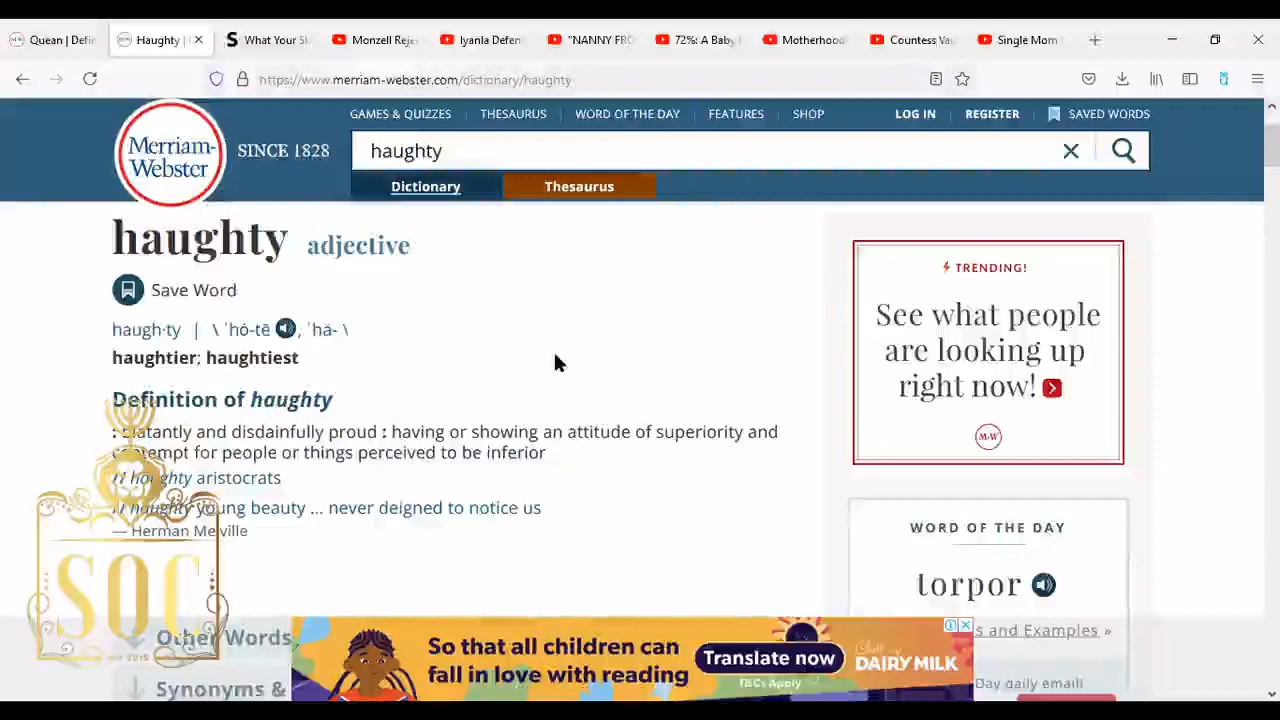 Quean | Defin
Haughty |
What Your S
Monzell Reje
Iyanla Defen
"NANNY FRO
72%: A Baby
Motherhood
Countess Vau
Single Mom
https://www.merriam-webster.com/dictionary/haughty
GAMES & QUIZZES | THESAURUS | WORD OF THE DAY | FEATURES | SHOP
LOG IN | REGISTER
SAVED WORDS
Merriam-
Webster
SINCE 1828
haughty
Dictionary
Thesaurus
haughty adjective
Save Word
haugh·ty | \ ˈhȯ-tē , ˈhä- \
haughtier; haughtiest
Definition of haughty
: blatantly and disdainfully proud : having or showing an attitude of superiority and
contempt for people or things perceived to be inferior
// haughty aristocrats
// haughty young beauty ... never deigned to notice us
— Herman Melville
TRENDING!
See what people
are looking up
right now!
M-W
WORD OF THE DAY
torpor
s and Examples »
Day daily email!
Other Words
Synonyms &
SOC
So that all children can
fall in love with reading
Translate now
T&Cs Apply
DAIRY MILK